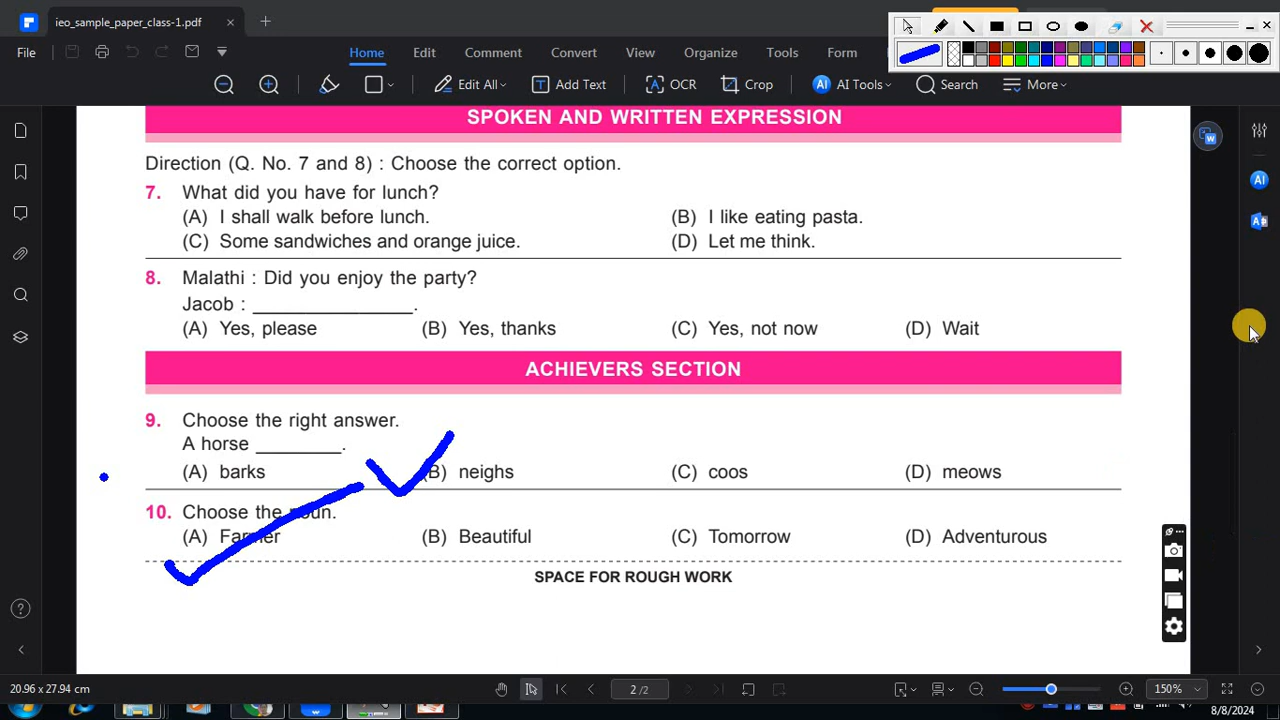 ieo_sample_paper_class-1.pdf
File
Home
Edit
Comment
Convert
View
Organize
Tools
Form
Edit All
Add Text
OCR
Crop
AI Tools
Search
More
SPOKEN AND WRITTEN EXPRESSION
Direction (Q. No. 7 and 8) : Choose the correct option.
7. What did you have for lunch?
(A) I shall walk before lunch. (B) I like eating pasta.
(C) Some sandwiches and orange juice. (D) Let me think.
8. Malathi : Did you enjoy the party?
Jacob : _______________.
(A) Yes, please (B) Yes, thanks (C) Yes, not now (D) Wait
ACHIEVERS SECTION
9. Choose the right answer.
A horse ________.
(A) barks (B) neighs (C) coos (D) meows
10. Choose the noun.
(A) Farmer (B) Beautiful (C) Tomorrow (D) Adventurous
SPACE FOR ROUGH WORK
20.96 x 27.94 cm
2 /2
150%
8/8/2024